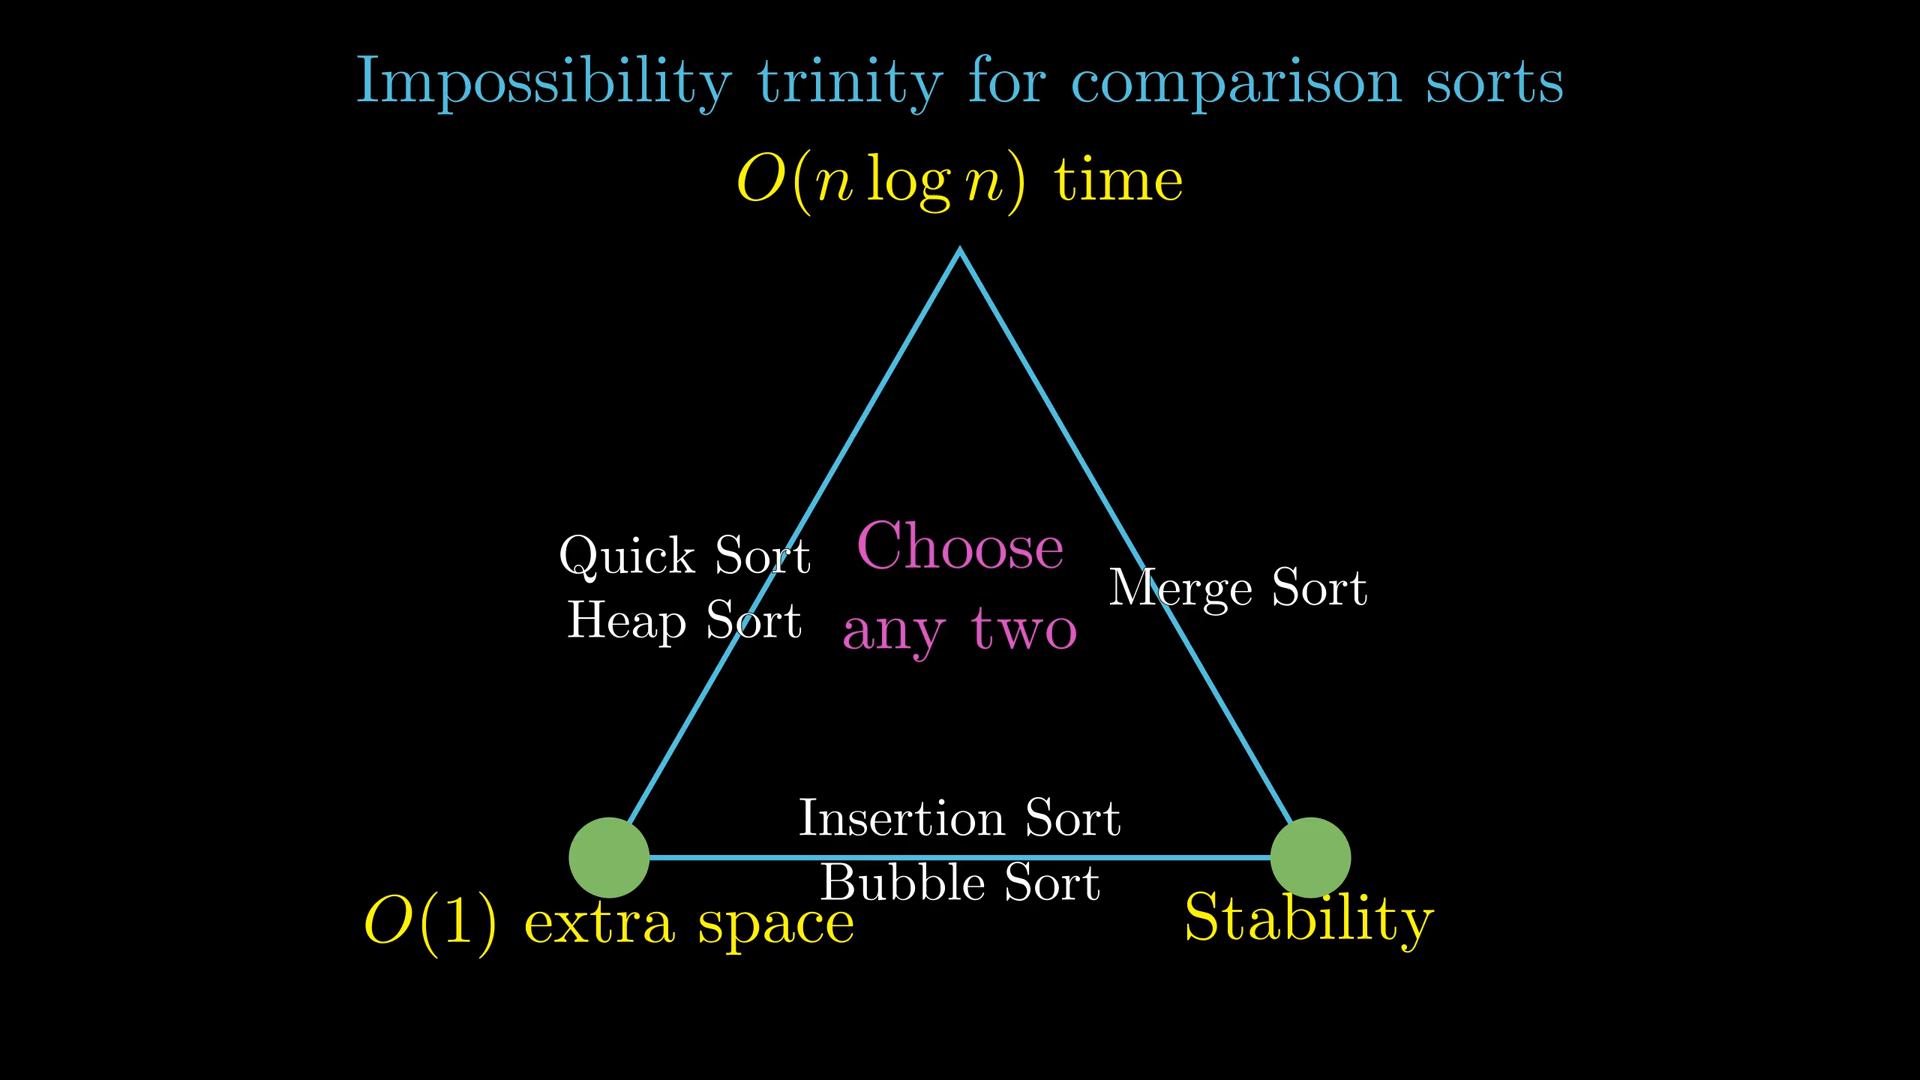 Impossibility trinity for comparison sorts
O(n log n) time
Choose
any two
Quick Sort
Heap Sort
Merge Sort
Insertion Sort
Bubble Sort
O(1) extra space
Stability